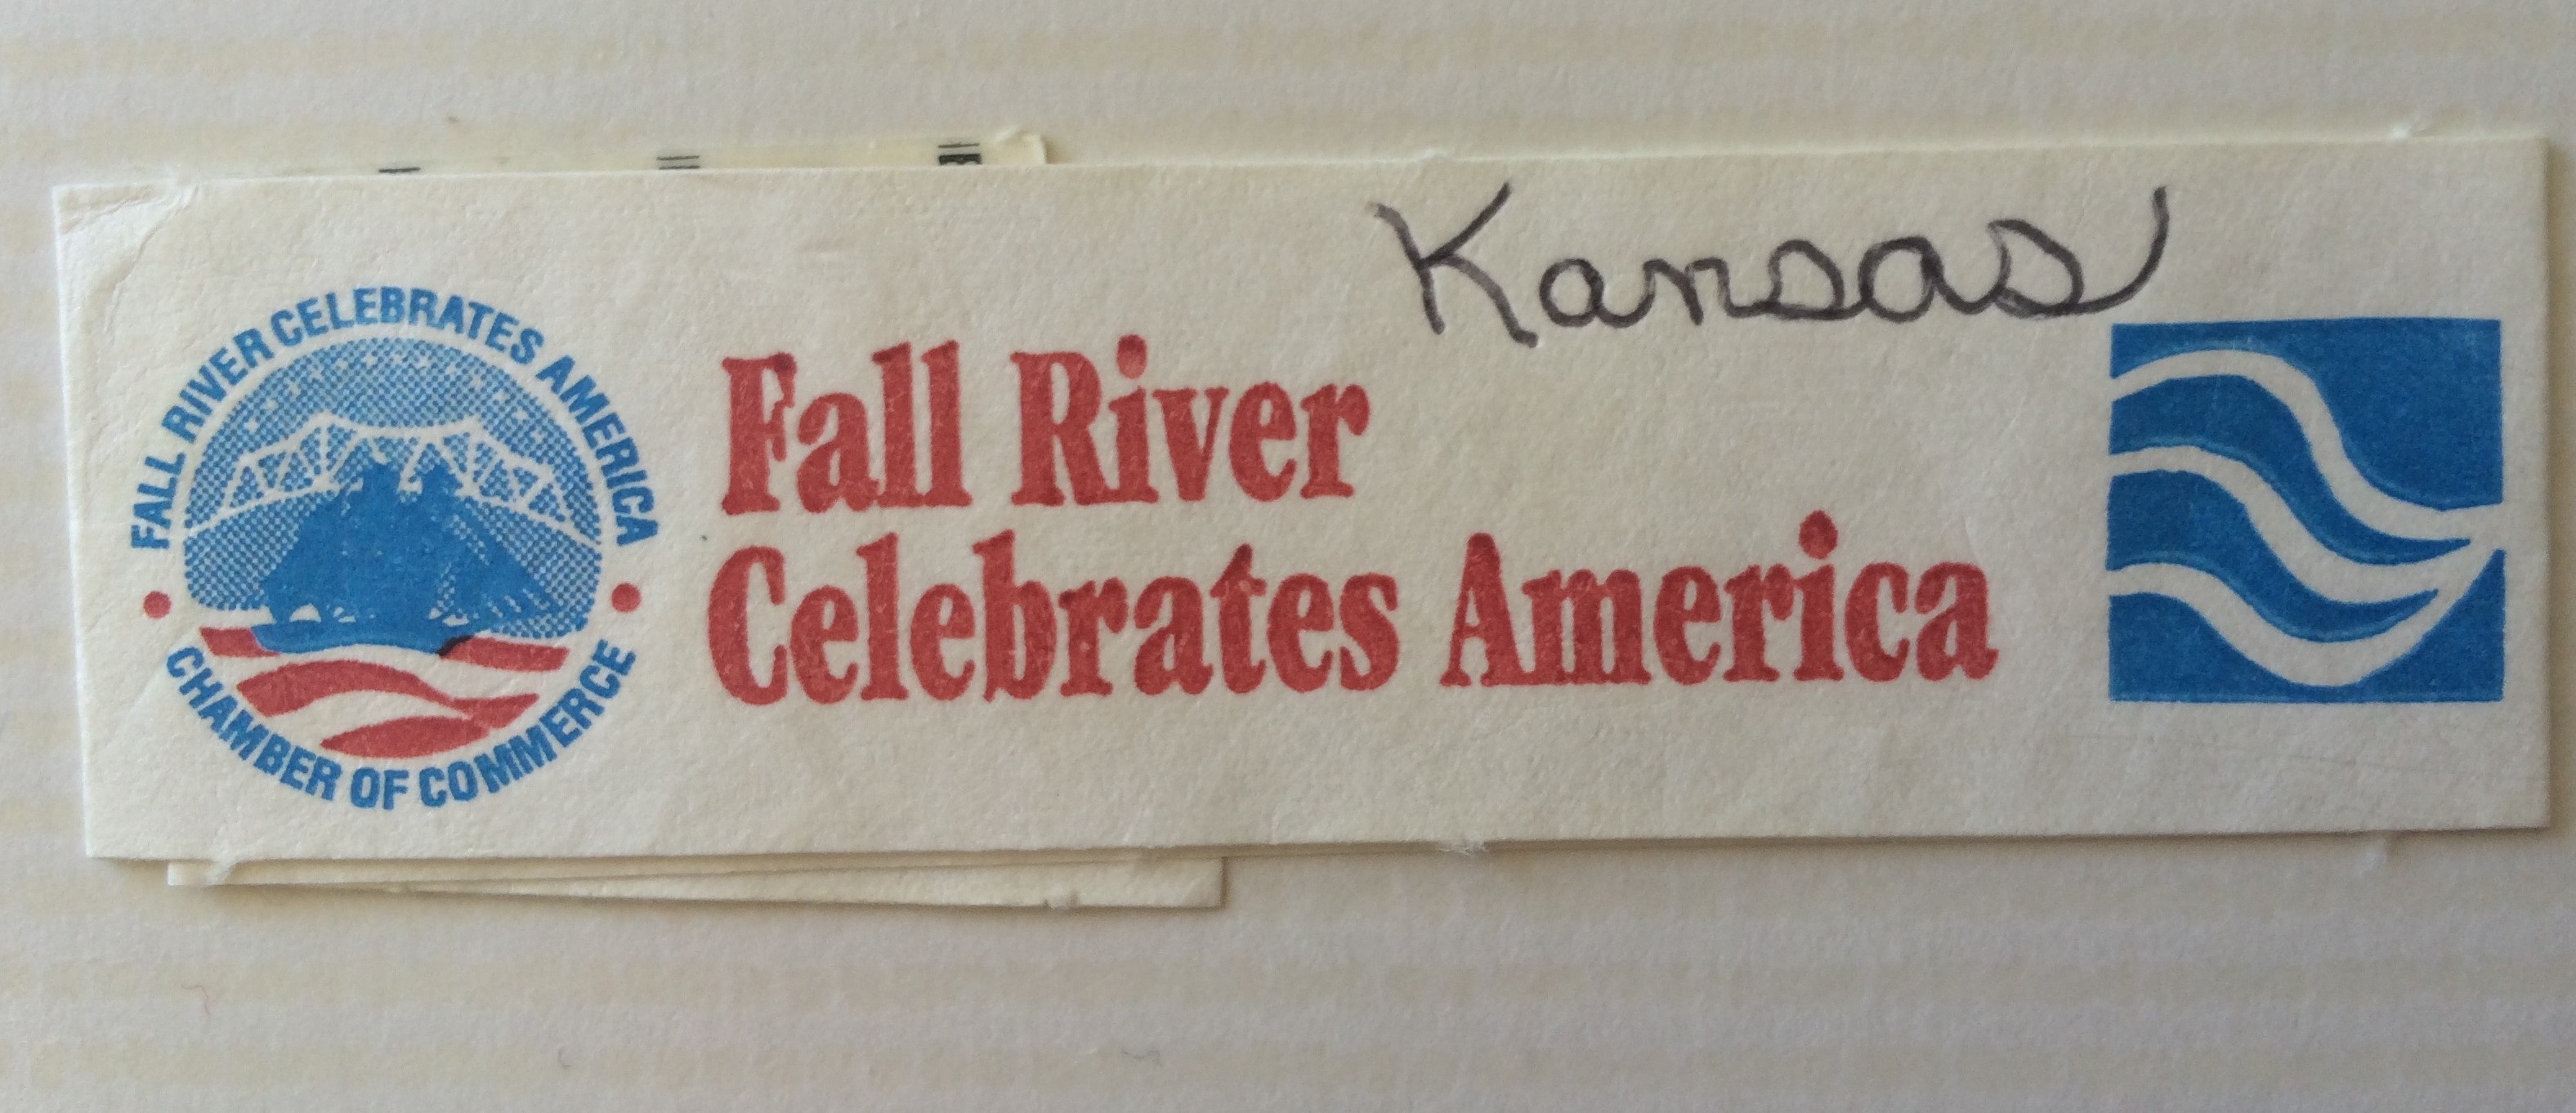 FALL RIVER CELEBRATES AMERICA
CHAMBER OF COMMERCE
Kansas
Fall River
Celebrates America